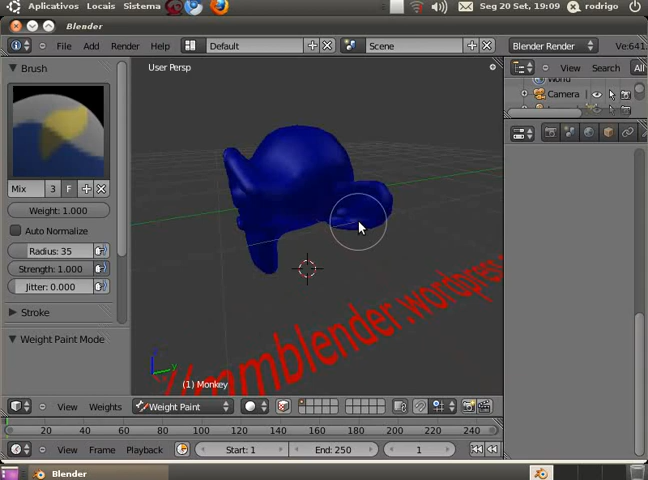 Aplicativos Locais Sistema Seg 20 Set, 19:09 rodrigo
Blender
File Add Render Help Default Scene Blender Render
Brush
User Persp
View Search All
World
Camera
Mix 3 F
Weight: 1.000
Auto Normalize
Radius: 35
Strength: 1.000
Jitter: 0.000
Stroke
Weight Paint Mode
mblender.wordpres
(1) Monkey
View Weights Weight Paint
20 40 60 80 100 120 140 160 180 200 220 240
View Frame Playback Start: 1 End: 250 1
Blender